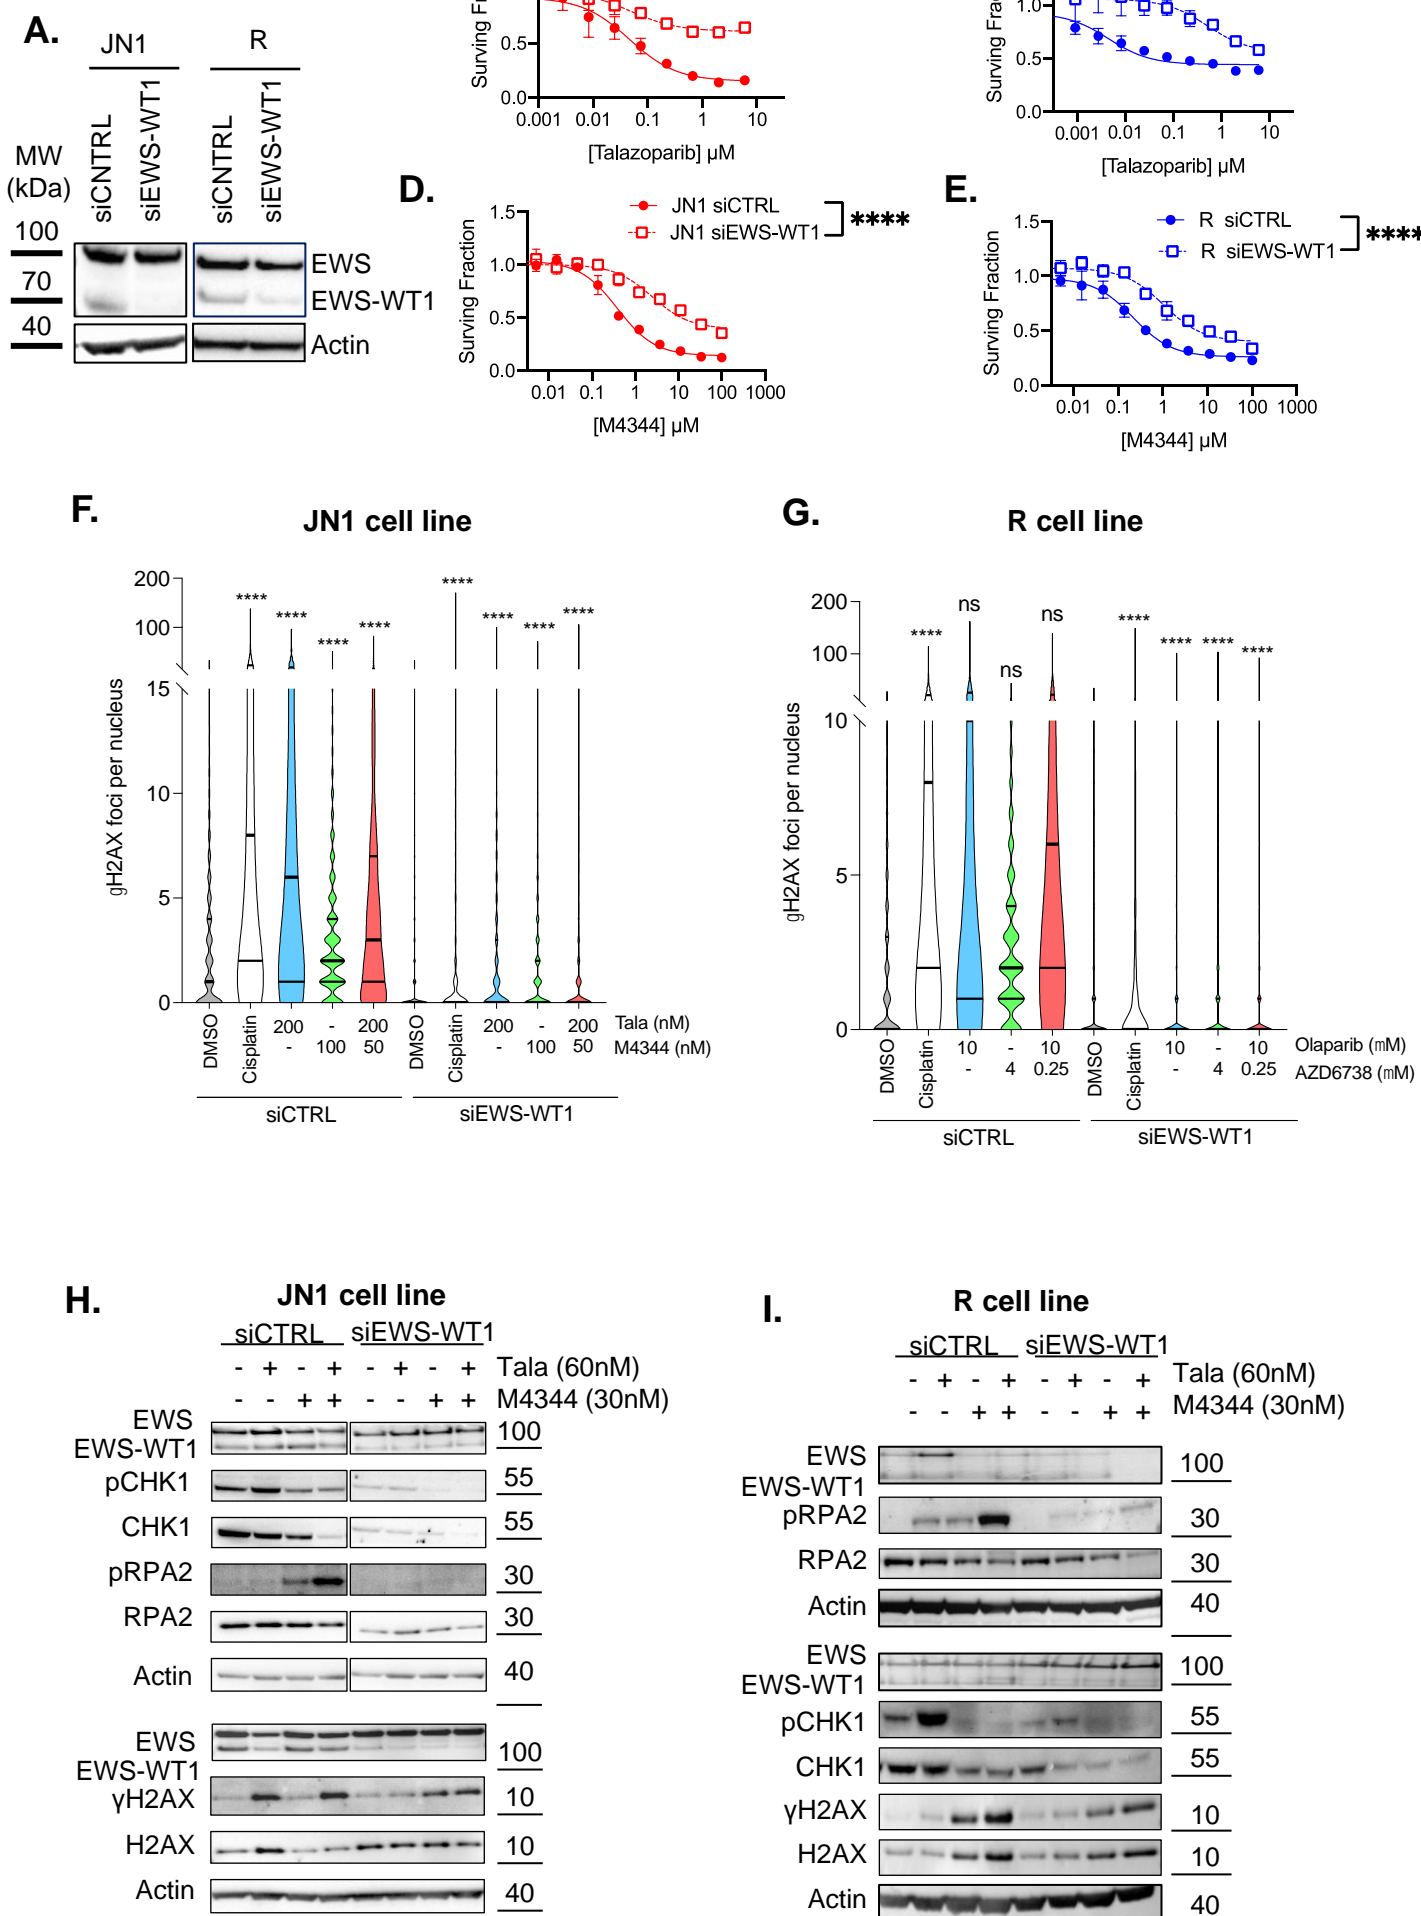 A.
JN1
R
siCNTRL
siEWS-WT1
siCNTRL
siEWS-WT1
MW
(kDa)
100
70
40
EWS
EWS-WT1
Actin
Surving Fr
0.5
0.0
0.001 0.01 0.1 1 10
[Talazoparib] µM
Surving Frac
1.0
0.5
0.0
0.001 0.01 0.1 1 10
[Talazoparib] µM
D.
JN1 siCTRL
JN1 siEWS-WT1
****
Surving Fraction
1.5
1.0
0.5
0.0
0.01 0.1 1 10 100 1000
[M4344] µM
E.
R siCTRL
R siEWS-WT1
****
Surving Fraction
1.5
1.0
0.5
0.0
0.01 0.1 1 10 100 1000
[M4344] µM
F.
JN1 cell line
gH2AX foci per nucleus
200
100
15
10
5
0
**** **** **** **** **** **** **** ****
DMSO Cisplatin 200 - 200 DMSO Cisplatin 200 - 200 Tala (nM)
- 100 50 - 100 50 M4344 (nM)
siCTRL siEWS-WT1
G.
R cell line
gH2AX foci per nucleus
200
100
10
5
0
**** ns ns ns **** **** **** ****
DMSO Cisplatin 10 - 10 DMSO Cisplatin 10 - 10 Olaparib (mM)
- 4 0.25 - 4 0.25 AZD6738 (mM)
siCTRL siEWS-WT1
H.
JN1 cell line
siCTRL siEWS-WT1
- + - + - + - + Tala (60nM)
- - + + - - + + M4344 (30nM)
EWS
EWS-WT1
100
pCHK1 55
CHK1 55
pRPA2 30
RPA2 30
Actin 40
EWS
EWS-WT1
100
γH2AX 10
H2AX 10
Actin 40
I.
R cell line
siCTRL siEWS-WT1
- + - + - + - + Tala (60nM)
- - + + - - + + M4344 (30nM)
EWS
EWS-WT1
100
pRPA2 30
RPA2 30
Actin 40
EWS
EWS-WT1
100
pCHK1 55
CHK1 55
γH2AX 10
H2AX 10
Actin 40